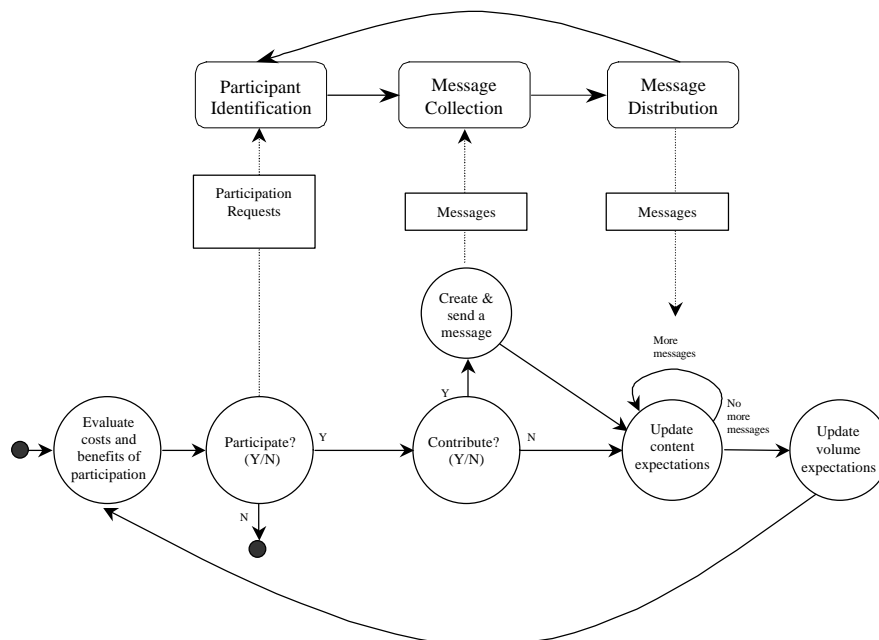 Participant
Identification
Message
Collection
Message
Distribution
Participation
Requests
Messages
Messages
Create &
send a
message
More
messages
Y
No
more
messages
Evaluate
costs and
benefits of
participation
Participate?
(Y/N)
Y
Contribute?
(Y/N)
N
Update
content
expectations
Update
volume
expectations
N